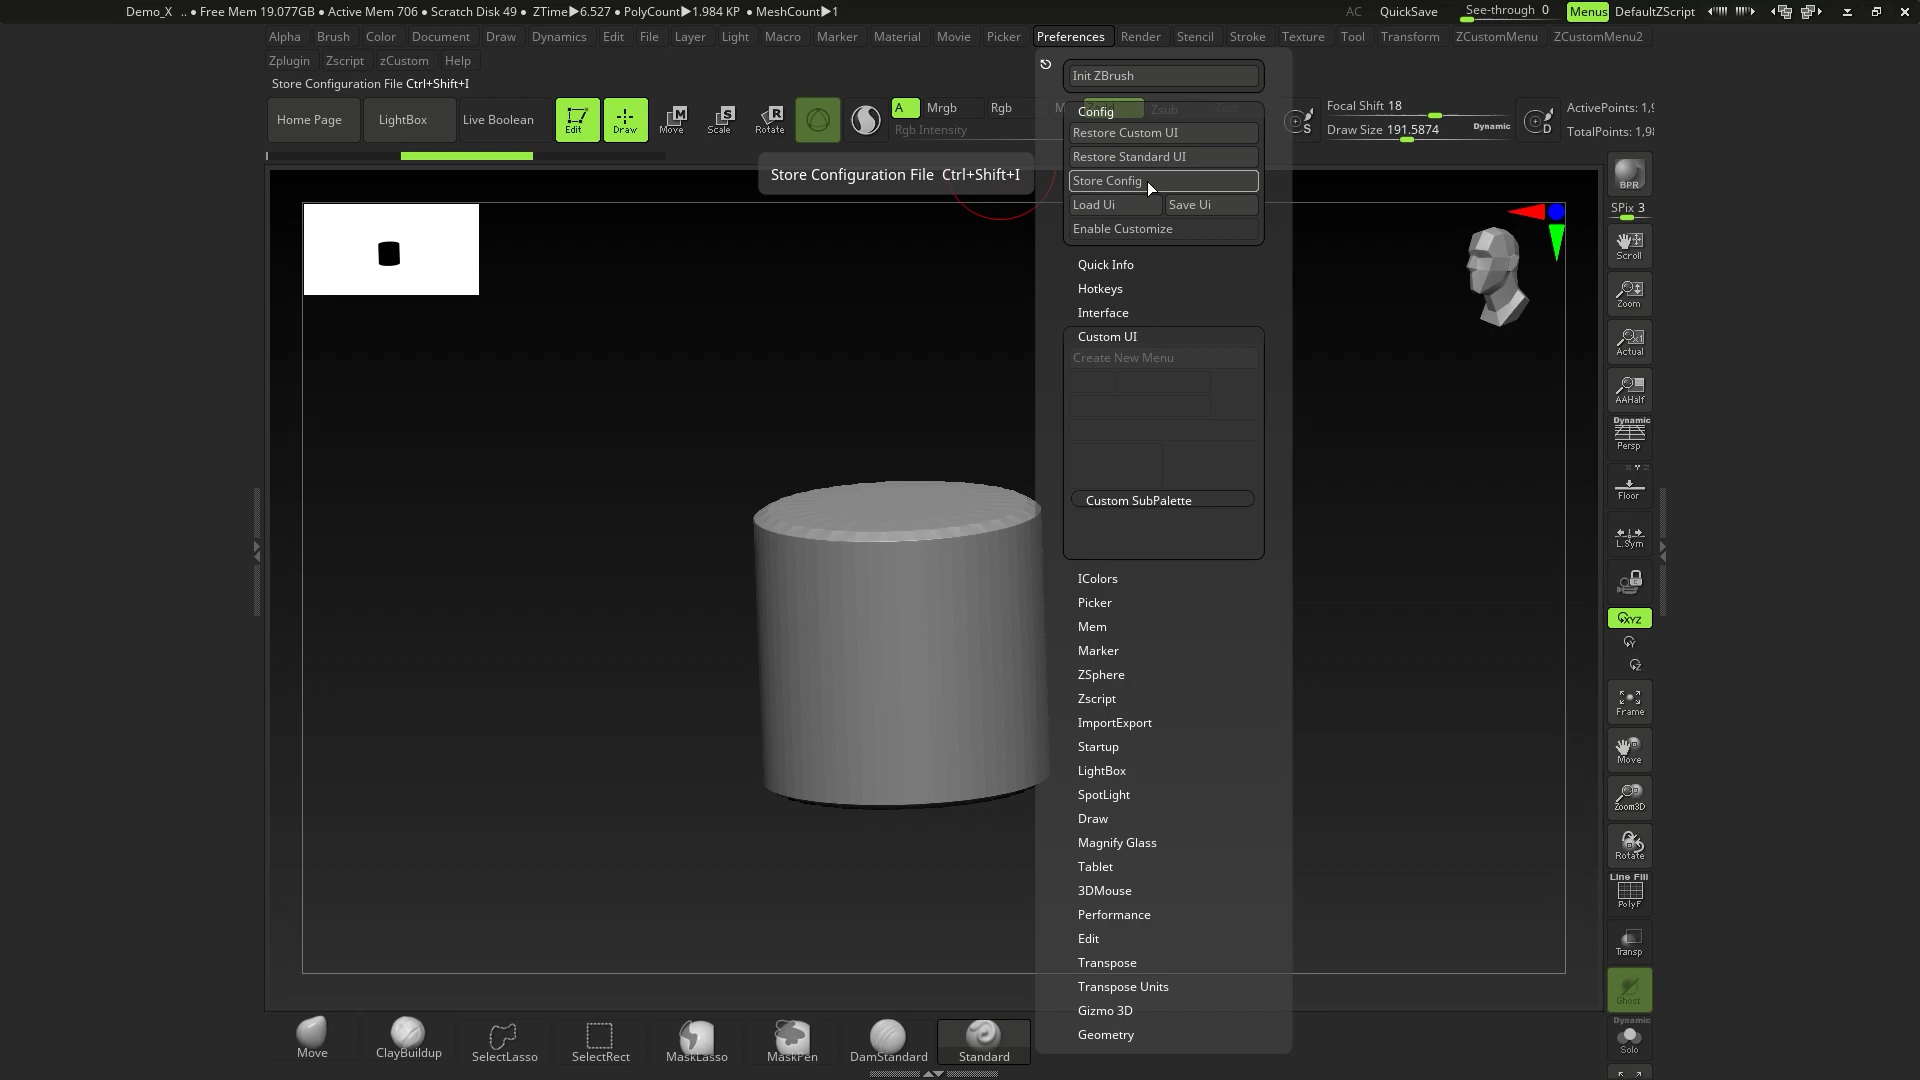 Demo_X .. ● Free Mem 19.077GB ● Active Mem 706 ● Scratch Disk 49 ● ZTime▶6.527 ● PolyCount▶1.984 KP ● MeshCount▶1 AC QuickSave See-through 0 Menus DefaultZScript
Alpha Brush Color Document Draw Dynamics Edit File Layer Light Macro Marker Material Movie Picker Preferences Render Stencil Stroke Texture Tool Transform ZCustomMenu ZCustomMenu2
Zplugin Zscript zCustom Help
Store Configuration File Ctrl+Shift+I
Home Page LightBox Live Boolean Edit Draw Move Scale Rotate
A Mrgb Rgb M
Rgb Intensity
Zsub Zcut
Focal Shift 18
Draw Size 191.5874 Dynamic
ActivePoints: 1,9
TotalPoints: 1,98
S
D
Store Configuration File Ctrl+Shift+I
Init ZBrush
Config
Restore Custom UI
Restore Standard UI
Store Config
Load Ui Save Ui
Enable Customize
Quick Info
Hotkeys
Interface
Custom UI
Create New Menu
Custom SubPalette
IColors
Picker
Mem
Marker
ZSphere
Zscript
ImportExport
Startup
LightBox
SpotLight
Draw
Magnify Glass
Tablet
3DMouse
Performance
Edit
Transpose
Transpose Units
Gizmo 3D
Geometry
BPR
SPix 3
Scroll
Zoom
Actual
AAHalf
Dynamic
Persp
Floor
L.Sym
XYZ
Y
Z
Frame
Move
Zoom3D
Rotate
Line Fill
PolyF
Transp
Ghost
Dynamic
Solo
Move ClayBuildup SelectLasso SelectRect MaskLasso MaskPen DamStandard Standard